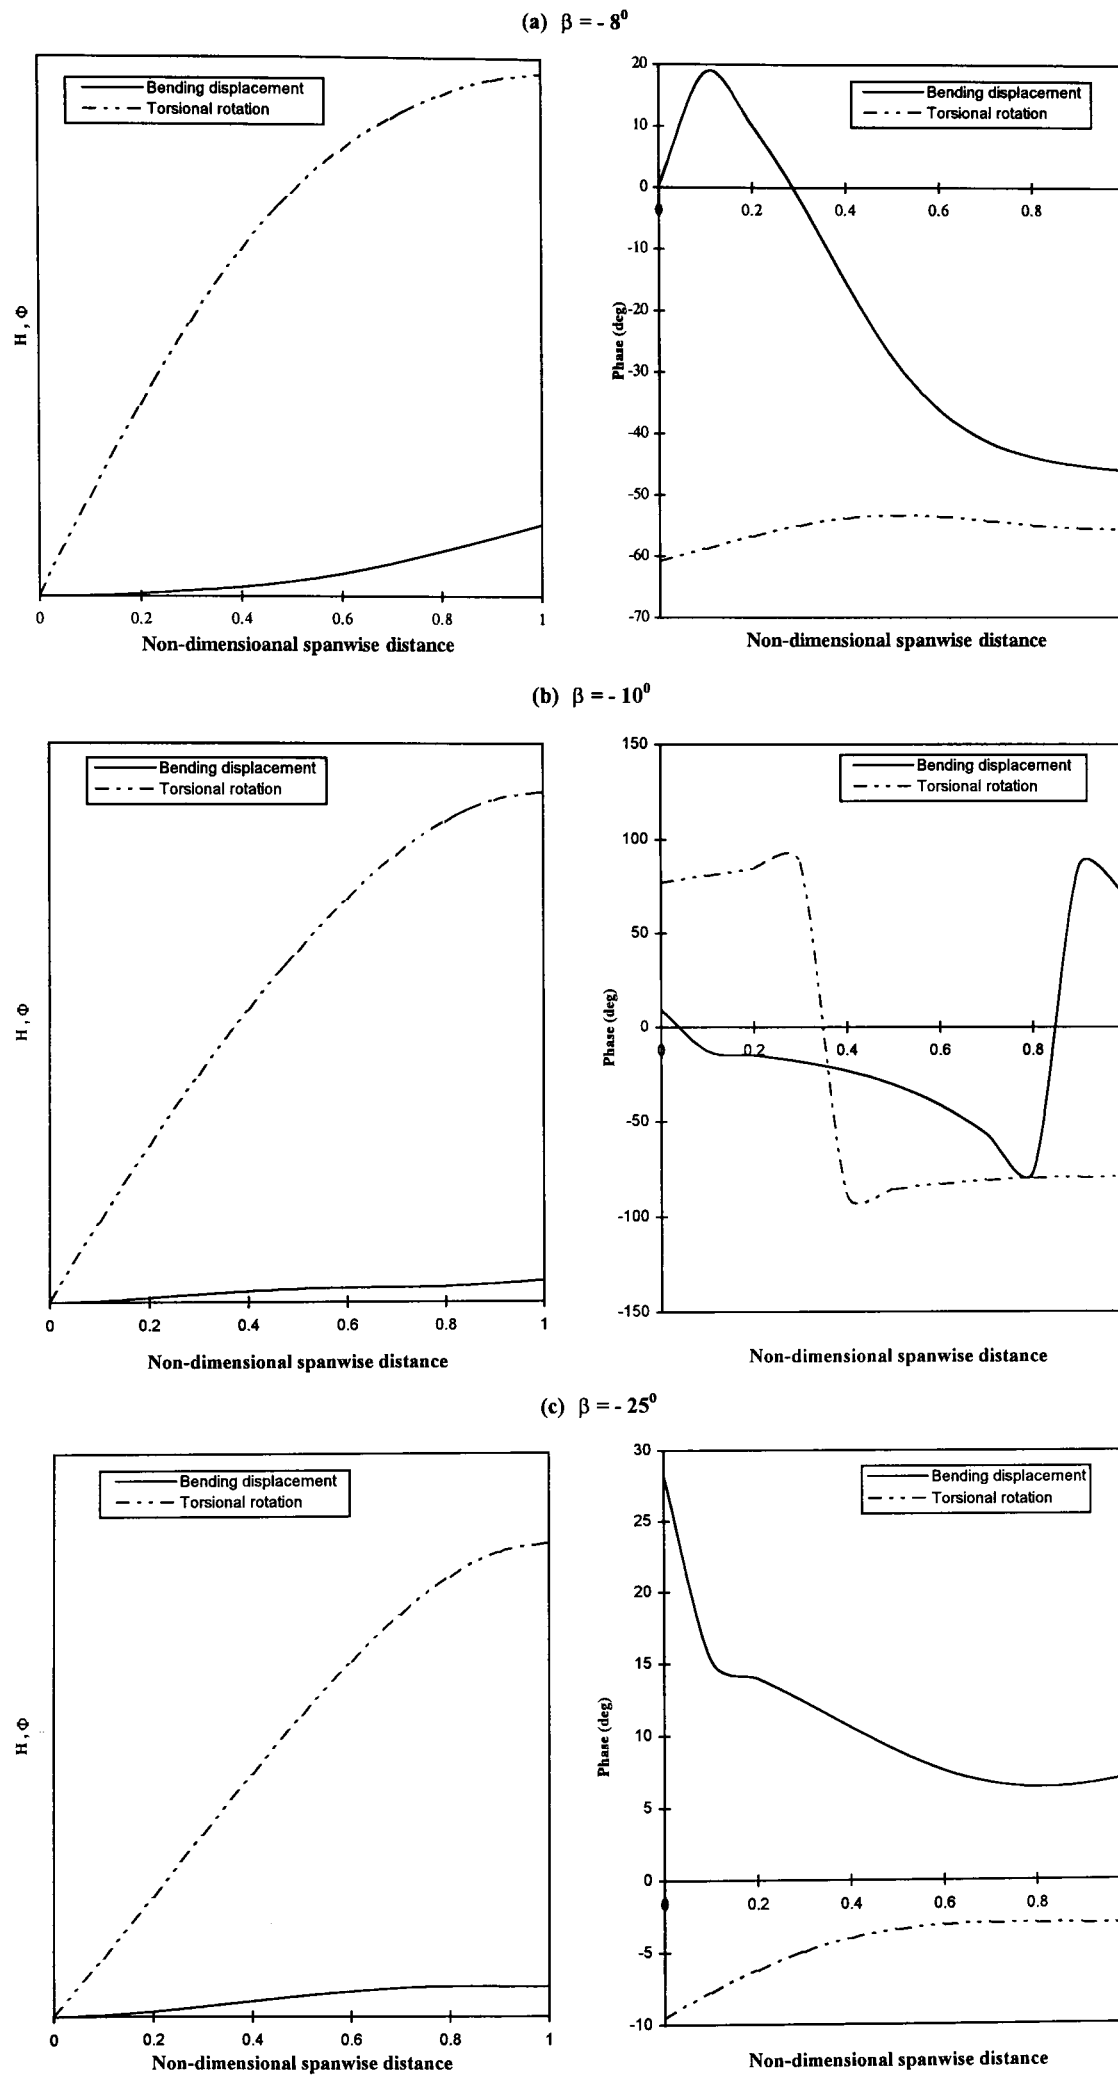 (a) β = - 8⁰
Bending displacement
Torsional rotation
H , Φ
0 0.2 0.4 0.6 0.8 1
Non-dimensioanal spanwise distance
Bending displacement
Torsional rotation
Phase (deg)
20
10
0
-10
-20
-30
-40
-50
-60
-70
0 0.2 0.4 0.6 0.8
Non-dimensional spanwise distance
(b) β = - 10⁰
Bending displacement
Torsional rotation
H , Φ
0 0.2 0.4 0.6 0.8 1
Non-dimensional spanwise distance
Bending displacement
Torsional rotation
Phase (deg)
150
100
50
0
-50
-100
-150
0 0.2 0.4 0.6 0.8
Non-dimensional spanwise distance
(c) β = - 25⁰
Bending displacement
Torsional rotation
H , Φ
0 0.2 0.4 0.6 0.8 1
Non-dimensional spanwise distance
Bending displacement
Torsional rotation
Phase (deg)
30
25
20
15
10
5
0
-5
-10
0 0.2 0.4 0.6 0.8
Non-dimensional spanwise distance